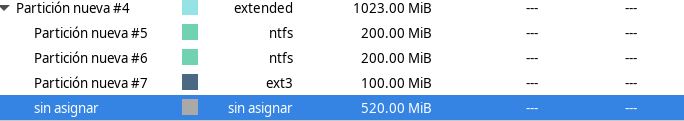 Partición nueva #4 extended 1023.00 MiB --- ---
Partición nueva #5 ntfs 200.00 MiB --- ---
Partición nueva #6 ntfs 200.00 MiB --- ---
Partición nueva #7 ext3 100.00 MiB --- ---
sin asignar sin asignar 520.00 MiB --- ---